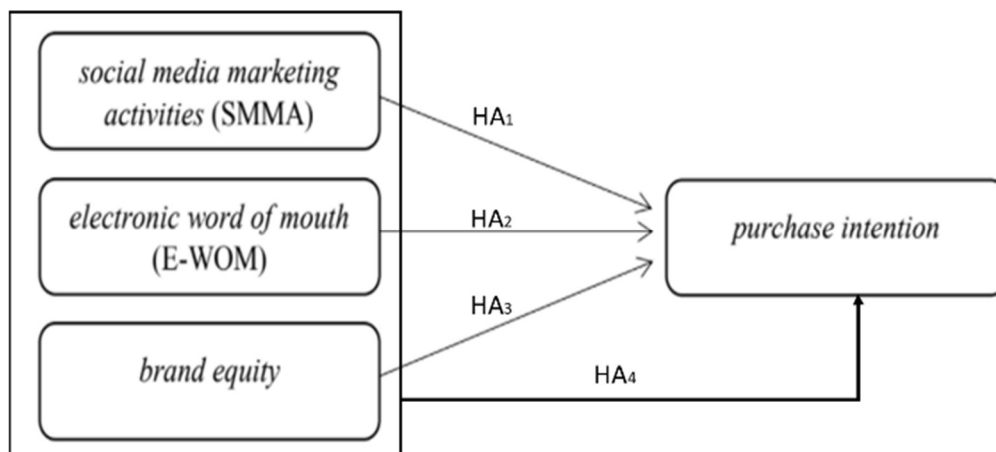 social media marketing
activities (SMMA)
HA₁
electronic word of mouth
(E-WOM)
HA₂
purchase intention
HA₃
brand equity
HA₄